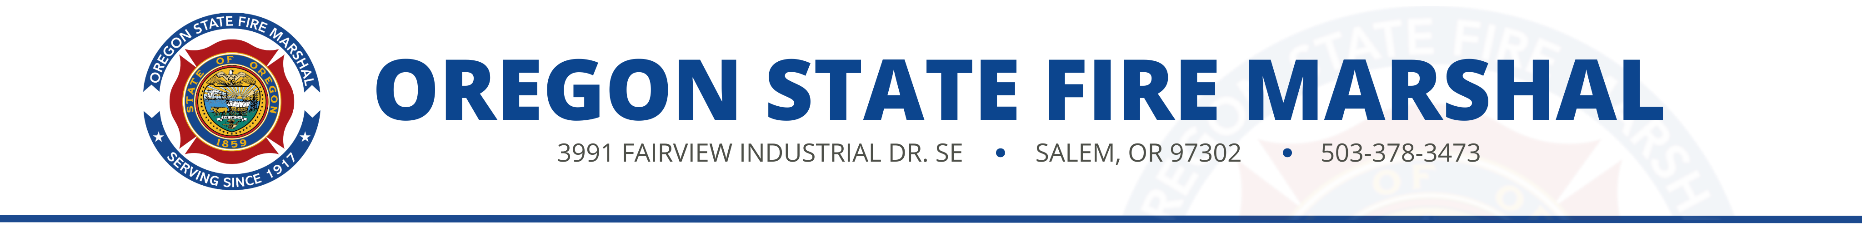 OREGON STATE FIRE MARSHAL
STATE OF OREGON
1859
SERVING SINCE 1917
OREGON STATE FIRE MARSHAL
3991 FAIRVIEW INDUSTRIAL DR. SE • SALEM, OR 97302 • 503-378-3473